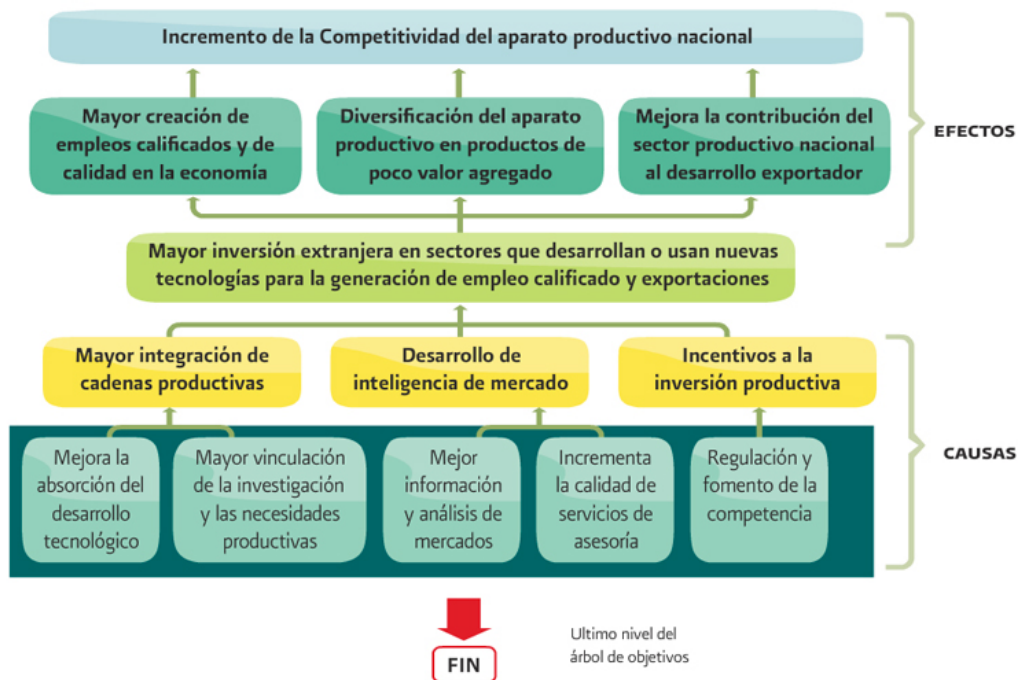 Incremento de la Competitividad del aparato productivo nacional
Mayor creación de
empleos calificados y de
calidad en la economía
Diversificación del aparato
productivo en productos de
poco valor agregado
Mejora la contribución del
sector productivo nacional
al desarrollo exportador
EFECTOS
Mayor inversión extranjera en sectores que desarrollan o usan nuevas
tecnologías para la generación de empleo calificado y exportaciones
Mayor integración de
cadenas productivas
Desarrollo de
inteligencia de mercado
Incentivos a la
inversión productiva
Mejora la
absorción del
desarrollo
tecnológico
Mayor vinculación
de la investigación
y las necesidades
productivas
Mejor
información
y análisis de
mercados
Incrementa
la calidad de
servicios de
asesoría
Regulación y
fomento de la
competencia
CAUSAS
FIN
Ultimo nivel del
árbol de objetivos